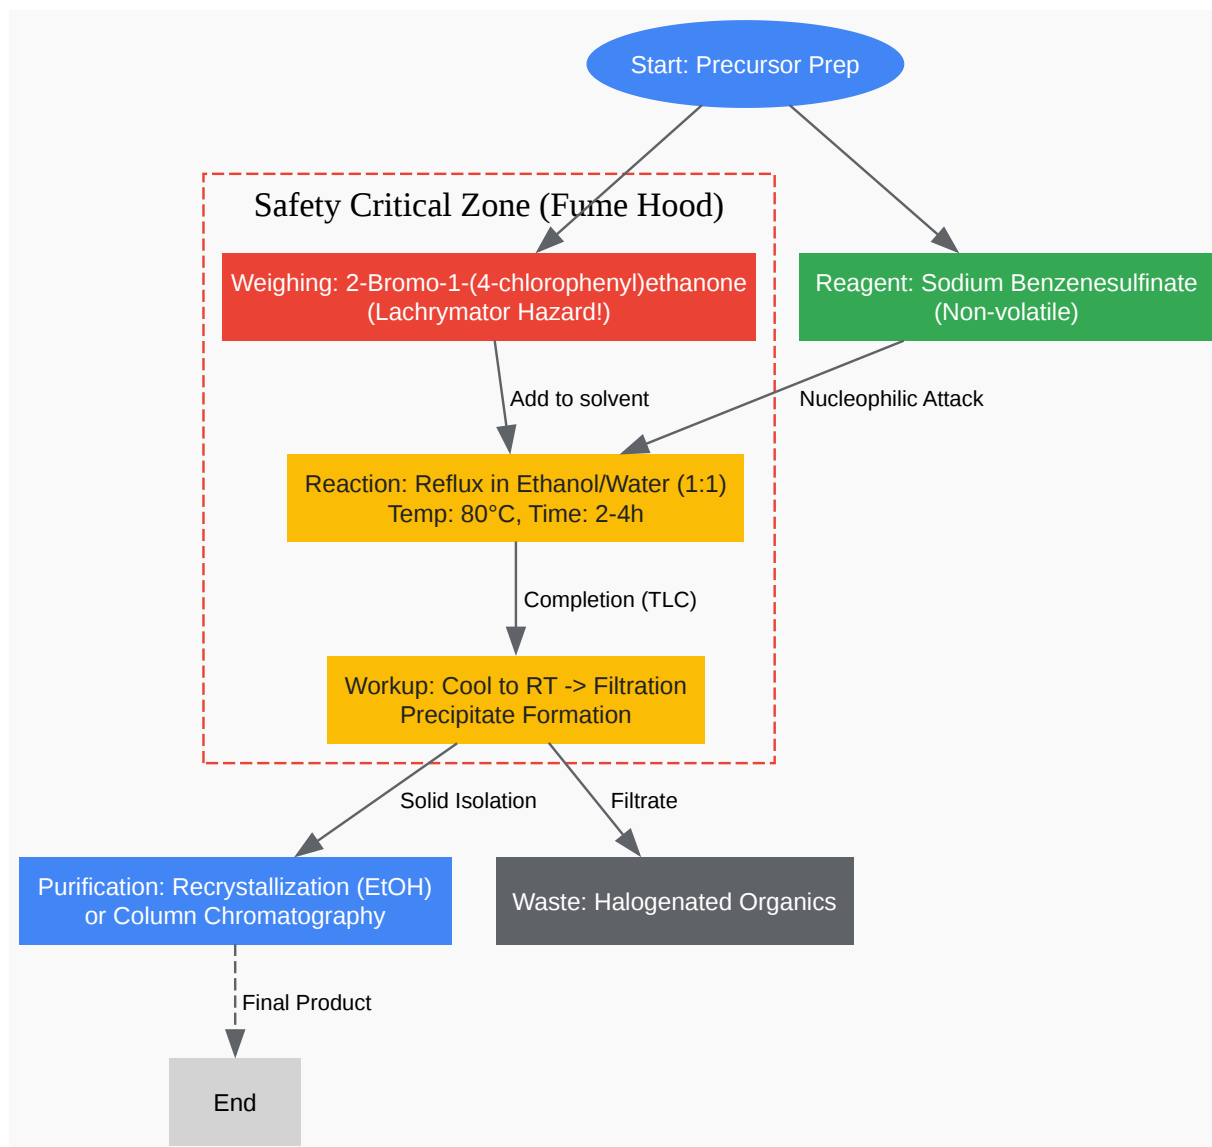 Start: Precursor Prep
Safety Critical Zone (Fume Hood)
Weighing: 2-Bromo-1-(4-chlorophenyl)ethanone
(Lachrymator Hazard!)
Reagent: Sodium Benzenesulfinate
(Non-volatile)
Add to solvent
Nucleophilic Attack
Reaction: Reflux in Ethanol/Water (1:1)
Temp: 80°C, Time: 2-4h
Completion (TLC)
Workup: Cool to RT -> Filtration
Precipitate Formation
Solid Isolation
Filtrate
Purification: Recrystallization (EtOH)
or Column Chromatography
Waste: Halogenated Organics
Final Product
End